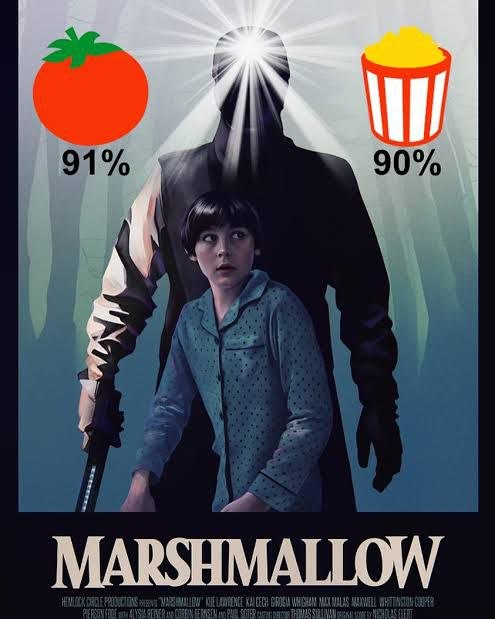 91%
90%
MARSHMALLOW
HEMLOCK CIRCLE PRODUCTIONS PRESENTS "MARSHMALLOW" KUE LAWRENCE KAI CECH GIORGIA WHIGHAM MAX MALAS MAXWELL WHITTINGTON-COOPER
PIERSON FODE WITH ALYSIA REINER AND CORBIN BERNSEN AND PAUL SOTER CASTING DIRECTOR THOMAS SULLIVAN ORIGINAL SCORE BY NICHOLAS ELERT